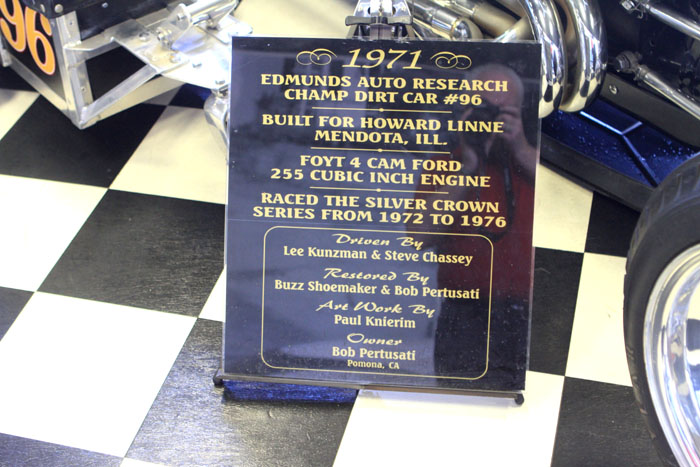 96
1971
EDMUNDS AUTO RESEARCH
CHAMP DIRT CAR #96
BUILT FOR HOWARD LINNE
MENDOTA, ILL.
FOYT 4 CAM FORD
255 CUBIC INCH ENGINE
RACED THE SILVER CROWN
SERIES FROM 1972 TO 1976
Driven By
Lee Kunzman & Steve Chassey
Restored By
Buzz Shoemaker & Bob Pertusati
Art Work By
Paul Knierim
Owner
Bob Pertusati
Pomona, CA